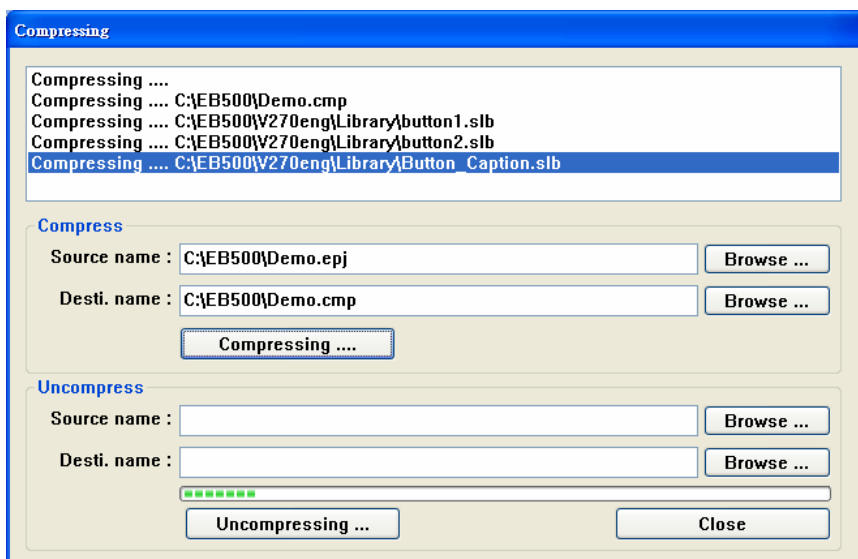 Compressing
Compressing ....
Compressing .... C:\EB500\Demo.cmp
Compressing .... C:\EB500\V270eng\Library\button1.slb
Compressing .... C:\EB500\V270eng\Library\button2.slb
Compressing .... C:\EB500\V270eng\Library\Button_Caption.slb
Compress
Source name : C:\EB500\Demo.epj Browse ...
Desti. name : C:\EB500\Demo.cmp Browse ...
Compressing ....
Uncompress
Source name : Browse ...
Desti. name : Browse ...
Uncompressing ... Close